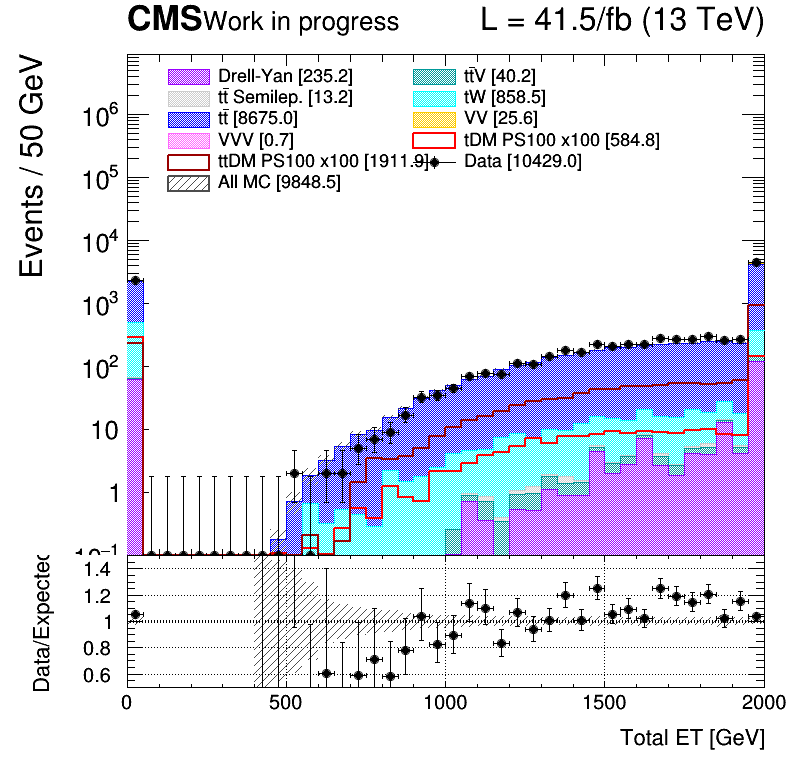 CMS Work in progress L = 41.5/fb (13 TeV)
Events / 50 GeV
Drell-Yan [235.2] tt̄V [40.2]
tt̄ Semilep. [13.2] tW [858.5]
tt̄ [8675.0] VV [25.6]
VVV [0.7] tDM PS100 x100 [584.8]
ttDM PS100 x100 [1911.9] Data [10429.0]
All MC [9848.5]
10⁶
10⁵
10⁴
10³
10²
10
1
10⁻¹
Data/Expected
1.4
1.2
1
0.8
0.6
0 500 1000 1500 2000
Total ET [GeV]